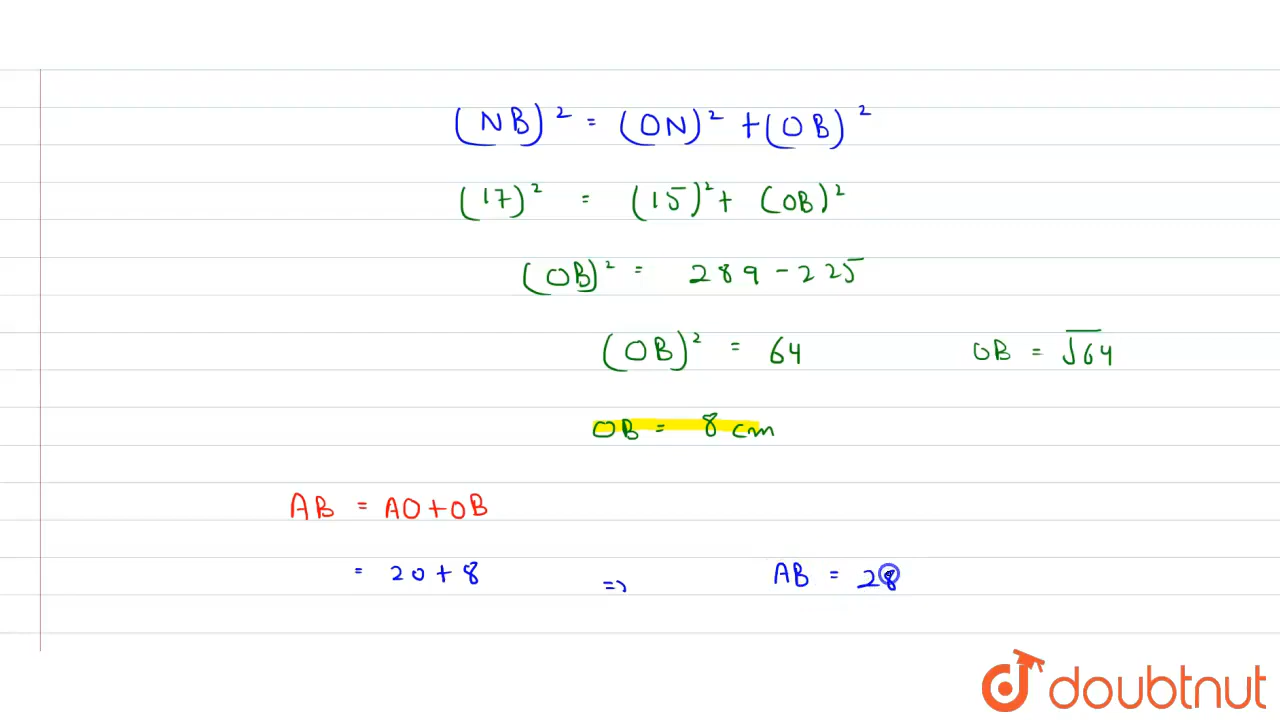 (NB)² = (ON)² + (OB)²
(17)² = (15)² + (OB)²
(OB)² = 289 - 225
(OB)² = 64 OB = √64
OB = 8 cm
AB = AO + OB
= 20 + 8 => AB = 28
doubtnut